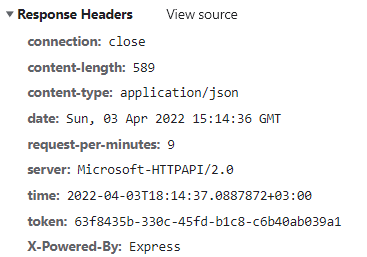 Response Headers View source
connection: close
content-length: 589
content-type: application/json
date: Sun, 03 Apr 2022 15:14:36 GMT
request-per-minutes: 9
server: Microsoft-HTTPAPI/2.0
time: 2022-04-03T18:14:37.0887872+03:00
token: 63f8435b-330c-45fd-b1c8-c6b40ab039a1
X-Powered-By: Express